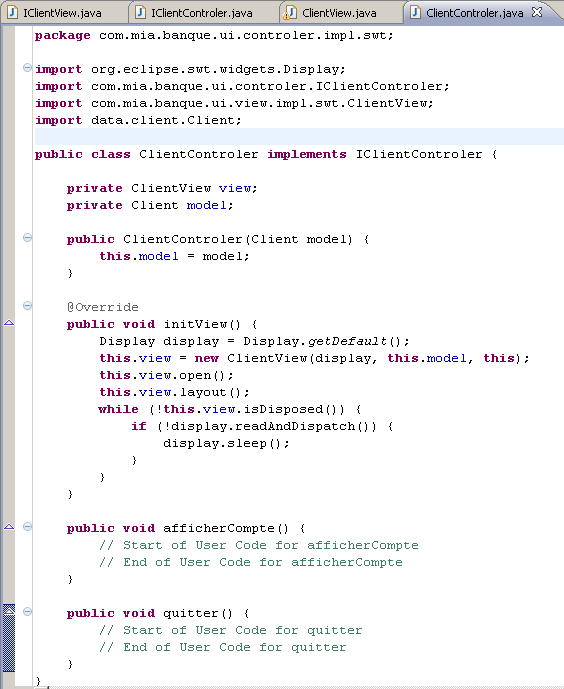 IClientView.java IClientControler.java ClientView.java ClientControler.java
package com.mia.banque.ui.controler.impl.swt;
import org.eclipse.swt.widgets.Display;
import com.mia.banque.ui.controler.IClientControler;
import com.mia.banque.ui.view.impl.swt.ClientView;
import data.client.Client;
public class ClientControler implements IClientControler {
private ClientView view;
private Client model;
public ClientControler(Client model) {
this.model = model;
}
@Override
public void initView() {
Display display = Display.getDefault();
this.view = new ClientView(display, this.model, this);
this.view.open();
this.view.layout();
while (!this.view.isDisposed()) {
if (!display.readAndDispatch()) {
display.sleep();
}
}
}
public void afficherCompte() {
// Start of User Code for afficherCompte
// End of User Code for afficherCompte
}
public void quitter() {
// Start of User Code for quitter
// End of User Code for quitter
}
}